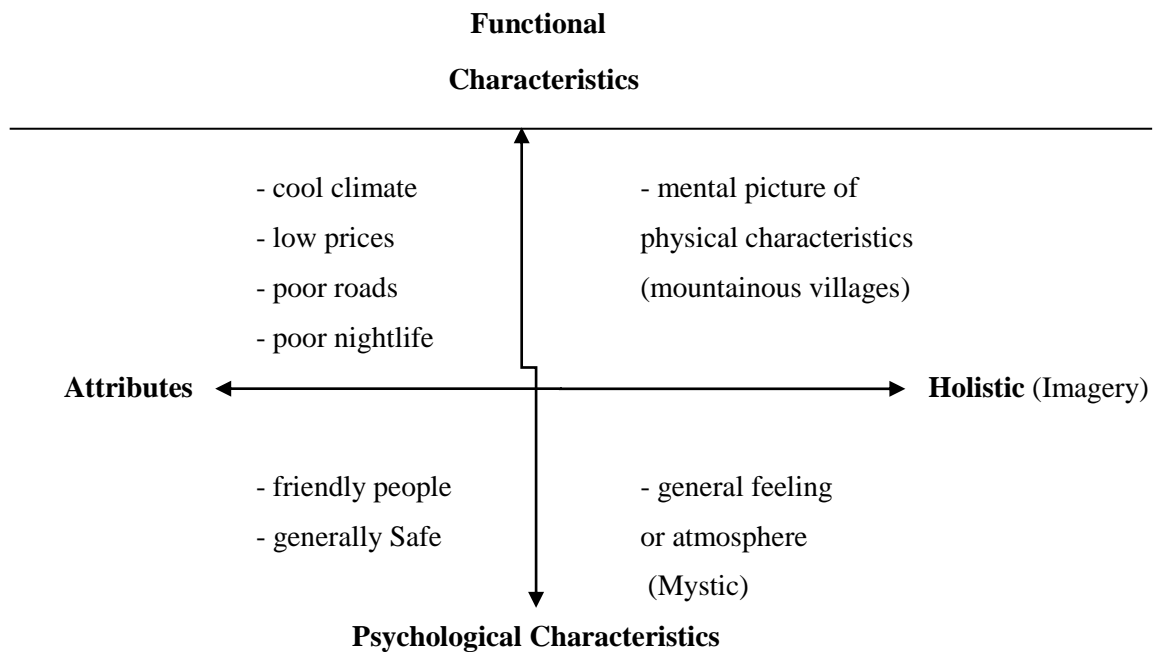 Functional
Characteristics
- cool climate
- low prices
- poor roads
- poor nightlife
- mental picture of
physical characteristics
(mountainous villages)
Attributes
Holistic (Imagery)
- friendly people
- generally Safe
- general feeling
or atmosphere
(Mystic)
Psychological Characteristics